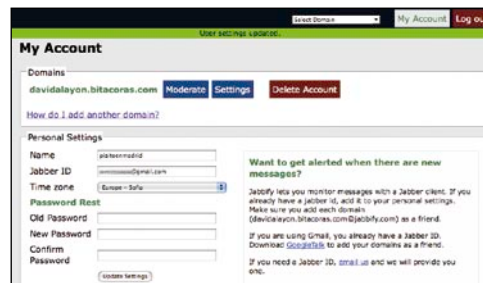 Select Domain
My Account
Log ou
User settings updated.
My Account
Domains
davidalayon.bitacoras.com
Moderate
Settings
Delete Account
How do I add another domain?
Personal Settings
Name
Jabber ID
@gmail.com
Time zone
Europe - Sofia
Password Rest
Old Password
New Password
Confirm
Password
Update Settings
Want to get alerted when there are new
messages?
Jabbify lets you monitor messages with a Jabber client. If you
already have a jabber id, add it to your personal settings.
Make sure you add each domain
(davidalayon.bitacoras.com@jabbify.com) as a friend.
If you are using Gmail, you already have a Jabber ID.
Download GoogleTalk to add your domains as a friend.
If you need a Jabber ID, email us and we will provide you
one.